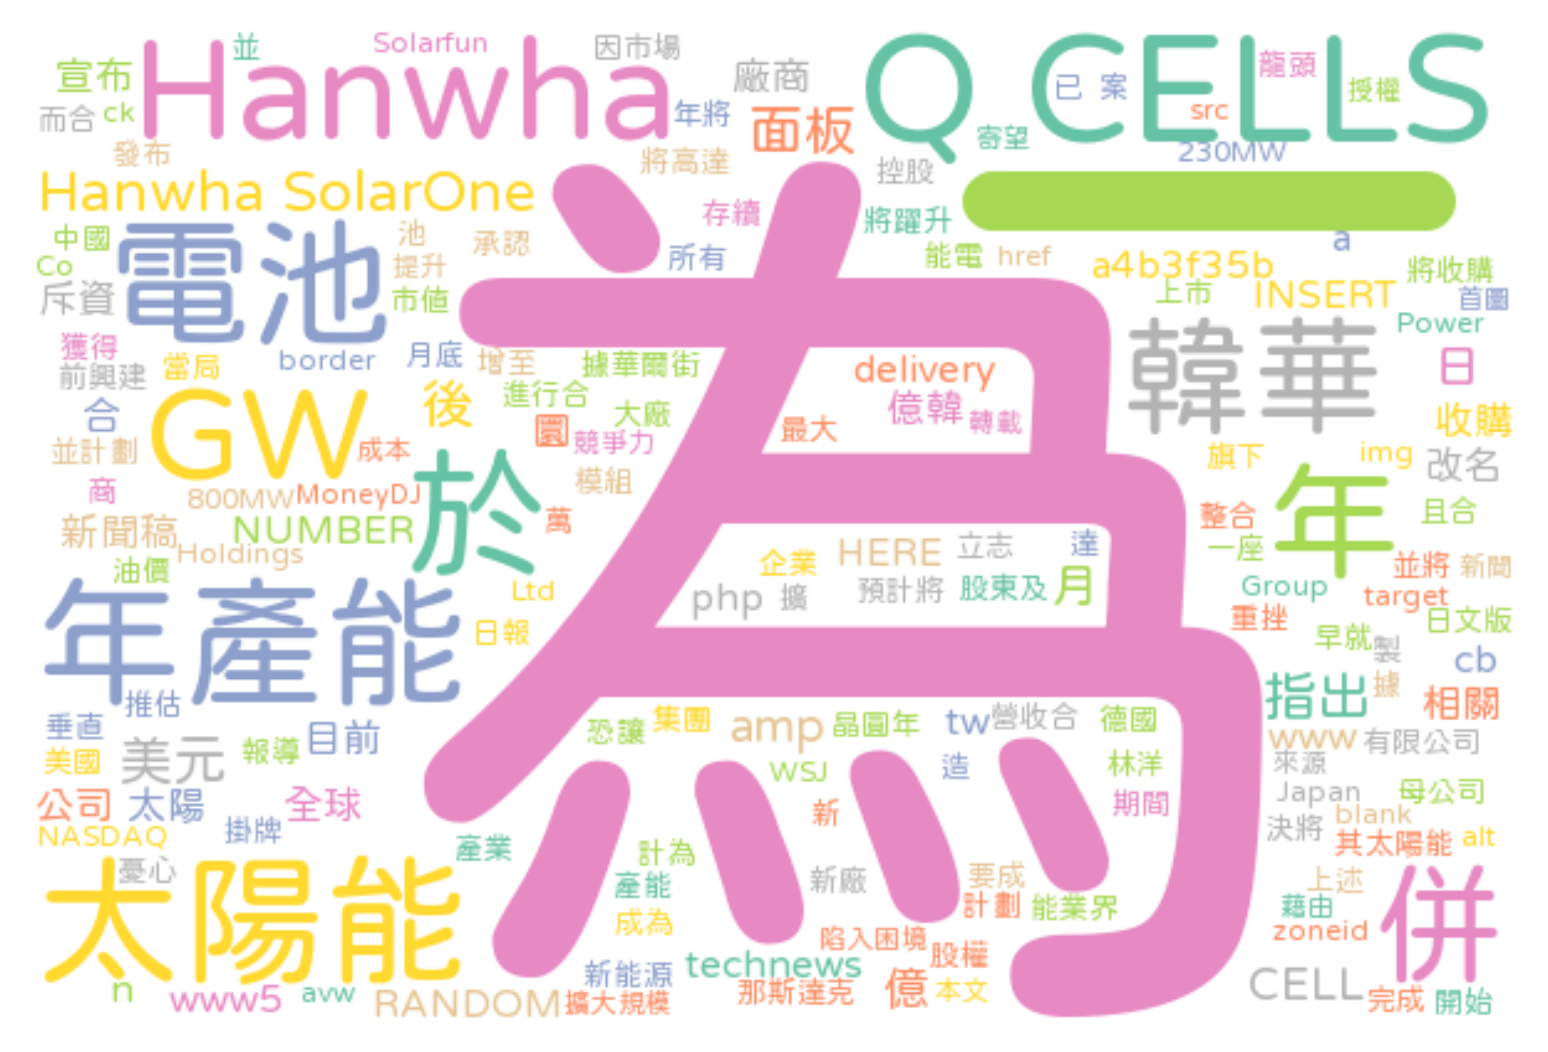 Hanwha
Q CELLS
並
Solarfun
因市場
廠商
已 案
龍頭
授權
宣布
而合
ck
年將
面板
src
寄望
230MW
發布
將高達
控股
Hanwha SolarOne
存續
將躍升
一
中國
電池
池
承認
所有
能電
href
a
a4b3f35b
將收購
Co
提升
斥資
市值
上市
INSERT
首圖
為
韓華
Power
獲得
前興建
當局
border
月底
增至
據華爾街
delivery
日
合
GW
後
進行合
大廠
億韓
轉載
最大
收購
並計劃
成本
競爭力
旗下
img
改名
商
800MW
MoneyDJ
於
模組
年
新聞稿
NUMBER
萬
整合
且合
Holdings
企業
HERE
立志
達
一座
油價
並將
新聞
年產能
Ltd
php
擴
預計將
股東及
月
Group
target
日報
重挫
日文版
早就
製
cb
推估
指出
據
相關
垂直
目前
恐讓
集團
amp
晶圓年
tw
營收合
德國
www
有限公司
美國
美元
報導
WSJ
造
林洋
來源
公司
太陽
全球
新
期間
Japan
母公司
NASDAQ
掛牌
blank
決將
其太陽能
alt
太陽能
憂心
產業
計為
產能
新廠
要成
上述
併
成為
計劃
能業界
藉由
zoneid
陷入困境
股權
n
www5
avw
RANDOM
新能源
擴大規模
technews
那斯達克
億
本文
CELL
完成
開始